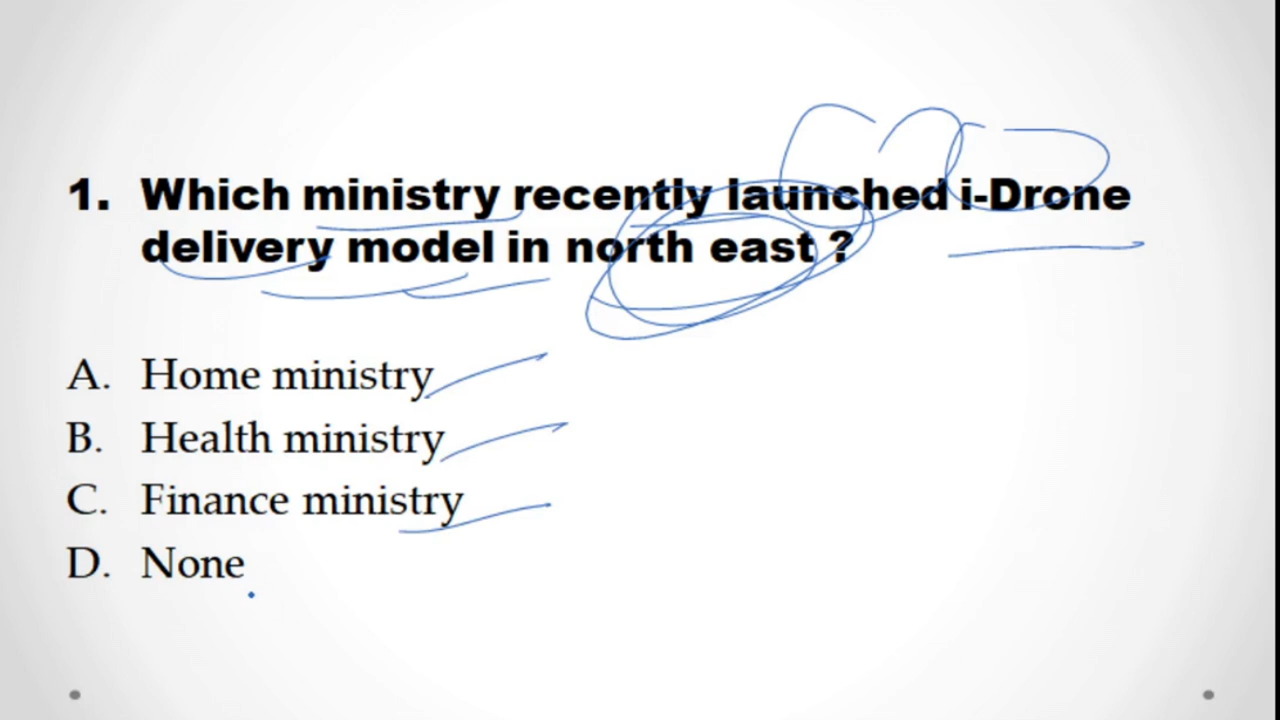 1. Which ministry recently launched i-Drone
delivery model in north east ?
A. Home ministry
B. Health ministry
C. Finance ministry
D. None